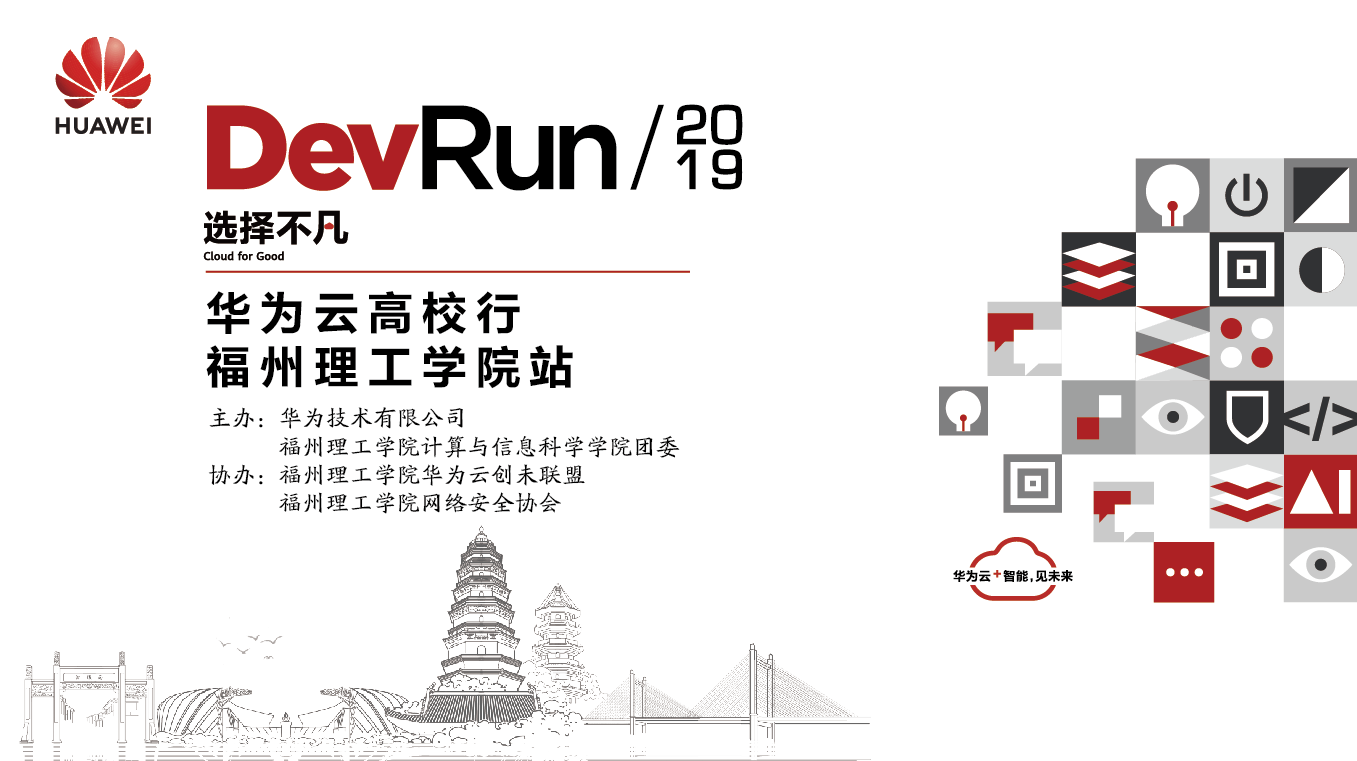 HUAWEI
DevRun/2019
选择不凡
Cloud for Good
华为云高校行
福州理工学院站
主办：华为技术有限公司
福州理工学院计算与信息科学学院团委
协办：福州理工学院华为云创未联盟
福州理工学院网络安全协会
</>
AI
华为云+智能，见未来